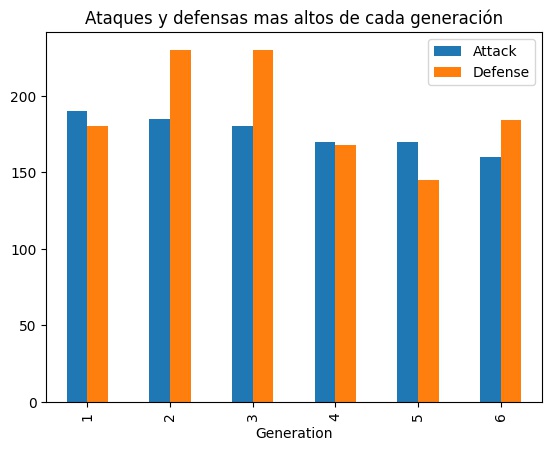 Ataques y defensas mas altos de cada generación
Attack
Defense
200
150
100
50
0
1 2 3 4 5 6
Generation